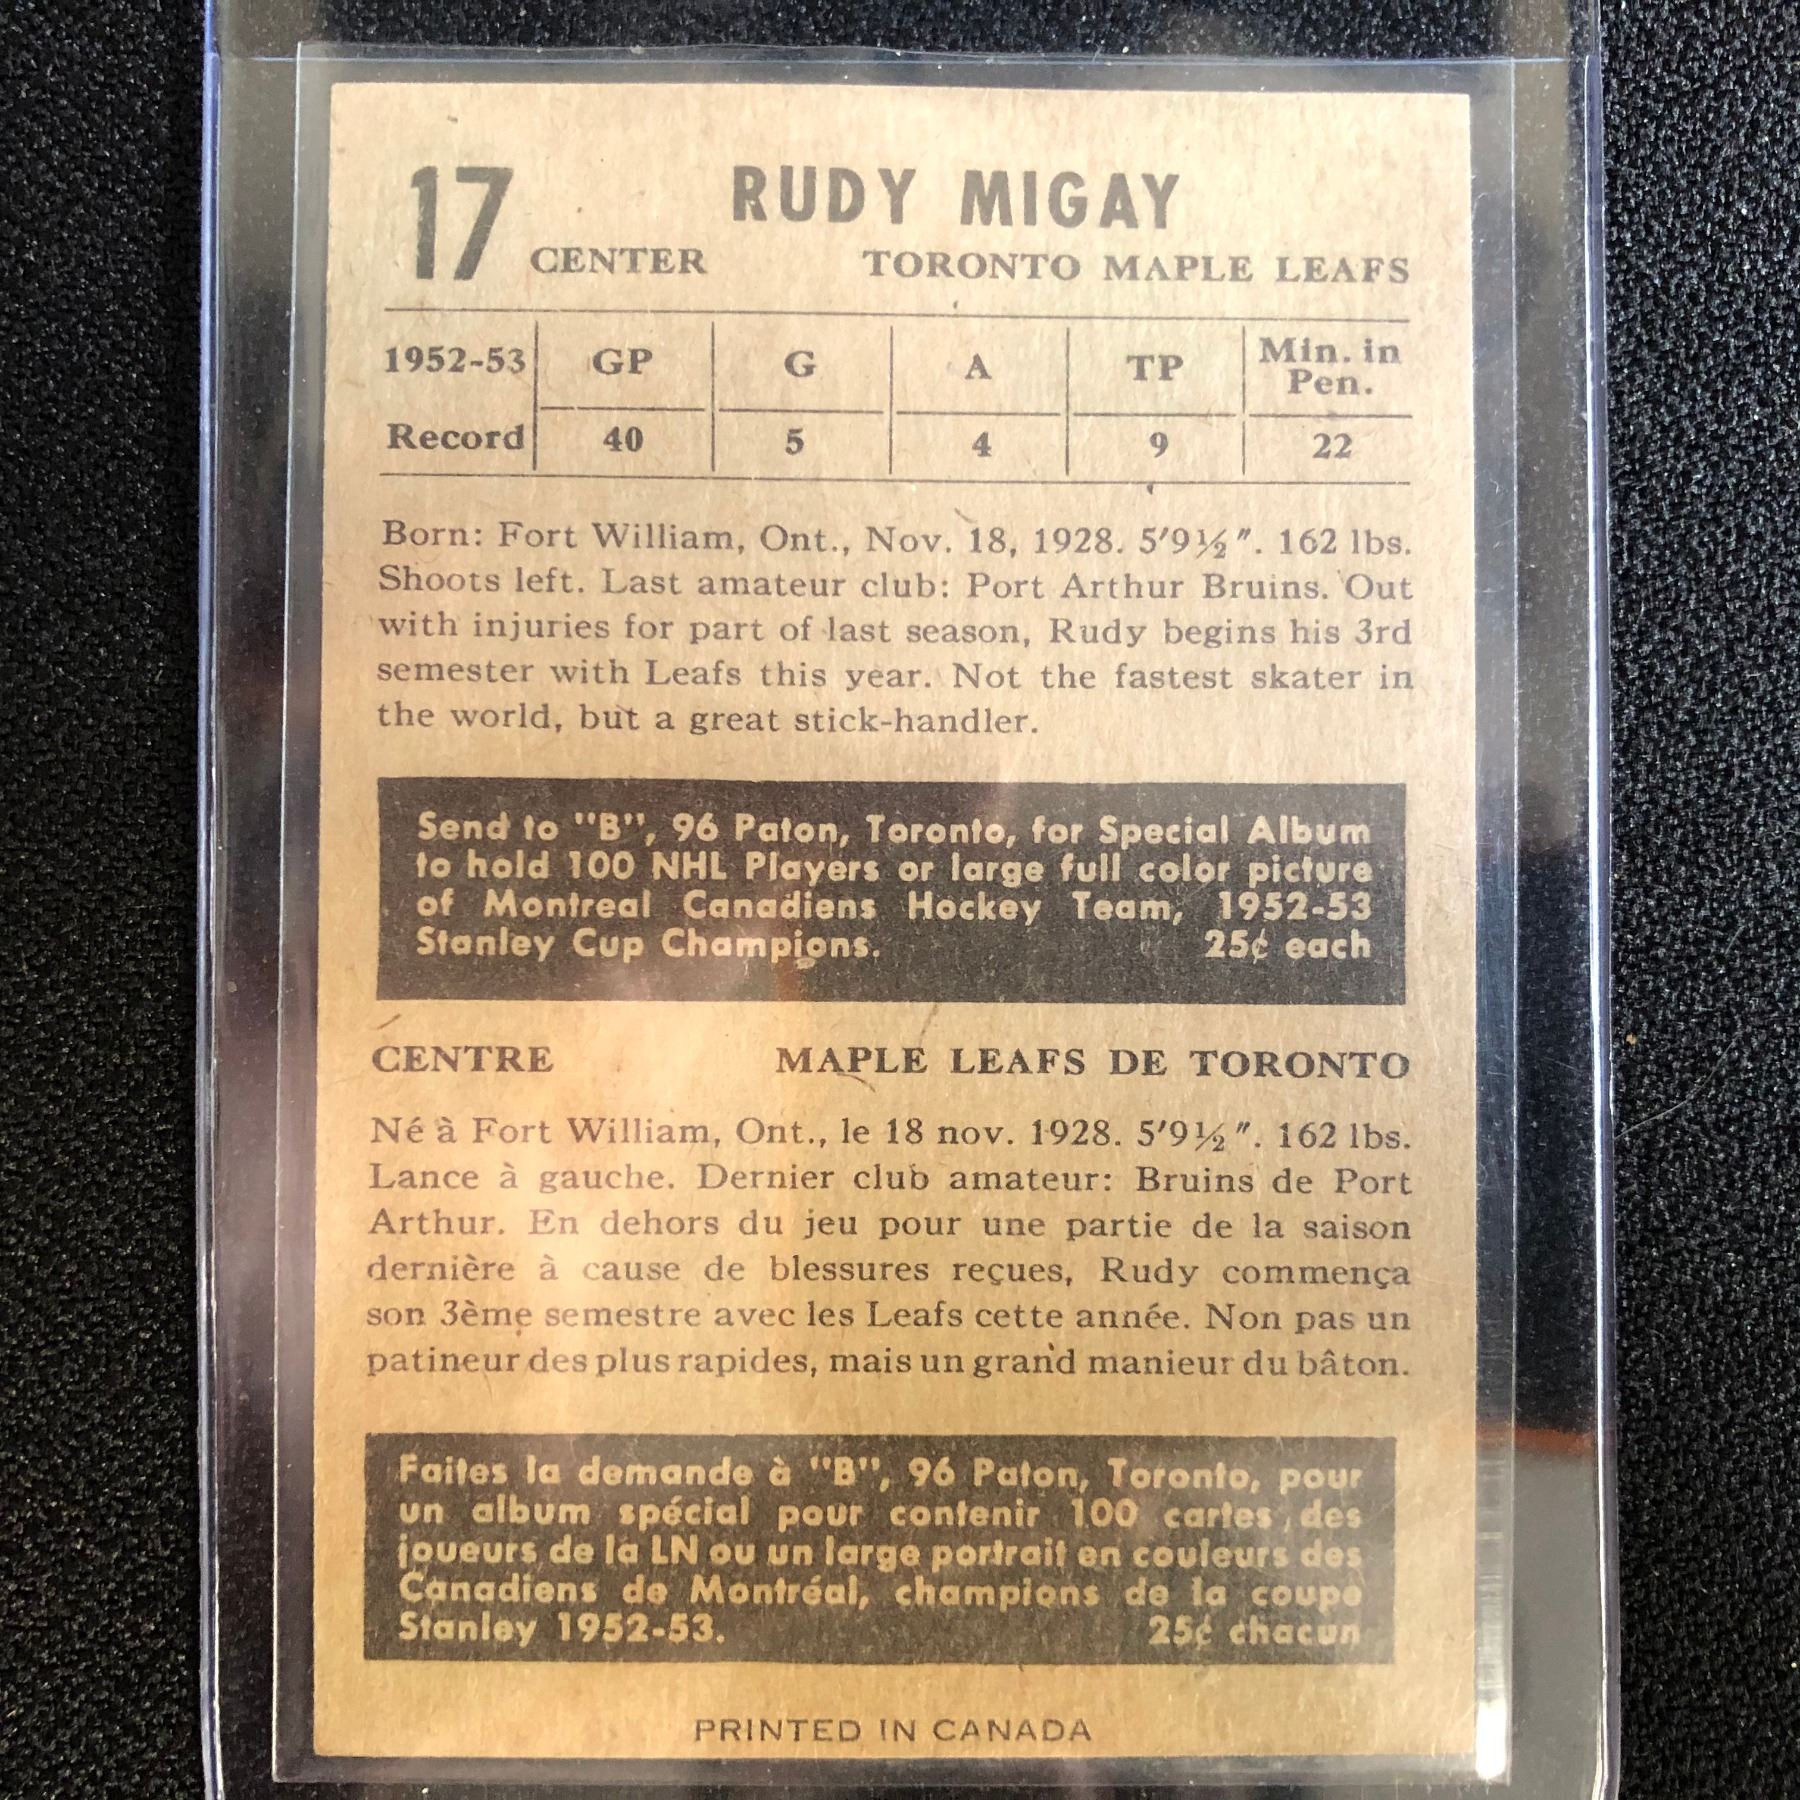 17 RUDY MIGAY
CENTER TORONTO MAPLE LEAFS
1952-53 GP G A TP Min. in Pen.
Record 40 5 4 9 22
Born: Fort William, Ont., Nov. 18, 1928. 5'9½". 162 lbs.
Shoots left. Last amateur club: Port Arthur Bruins. Out
with injuries for part of last season, Rudy begins his 3rd
semester with Leafs this year. Not the fastest skater in
the world, but a great stick-handler.
Send to "B", 96 Paton, Toronto, for Special Album
to hold 100 NHL Players or large full color picture
of Montreal Canadiens Hockey Team, 1952-53
Stanley Cup Champions. 25¢ each
CENTRE MAPLE LEAFS DE TORONTO
Né à Fort William, Ont., le 18 nov. 1928. 5'9½". 162 lbs.
Lance à gauche. Dernier club amateur: Bruins de Port
Arthur. En dehors du jeu pour une partie de la saison
dernière à cause de blessures reçues, Rudy commença
son 3ème semestre avec les Leafs cette année. Non pas un
patineur des plus rapides, mais un grand manieur du bâton.
Faites la demande à "B", 96 Paton, Toronto, pour
un album spécial pour contenir 100 cartes des
joueurs de la LN ou un large portrait en couleurs des
Canadiens de Montréal, champions de la coupe
Stanley 1952-53. 25¢ chacun
PRINTED IN CANADA